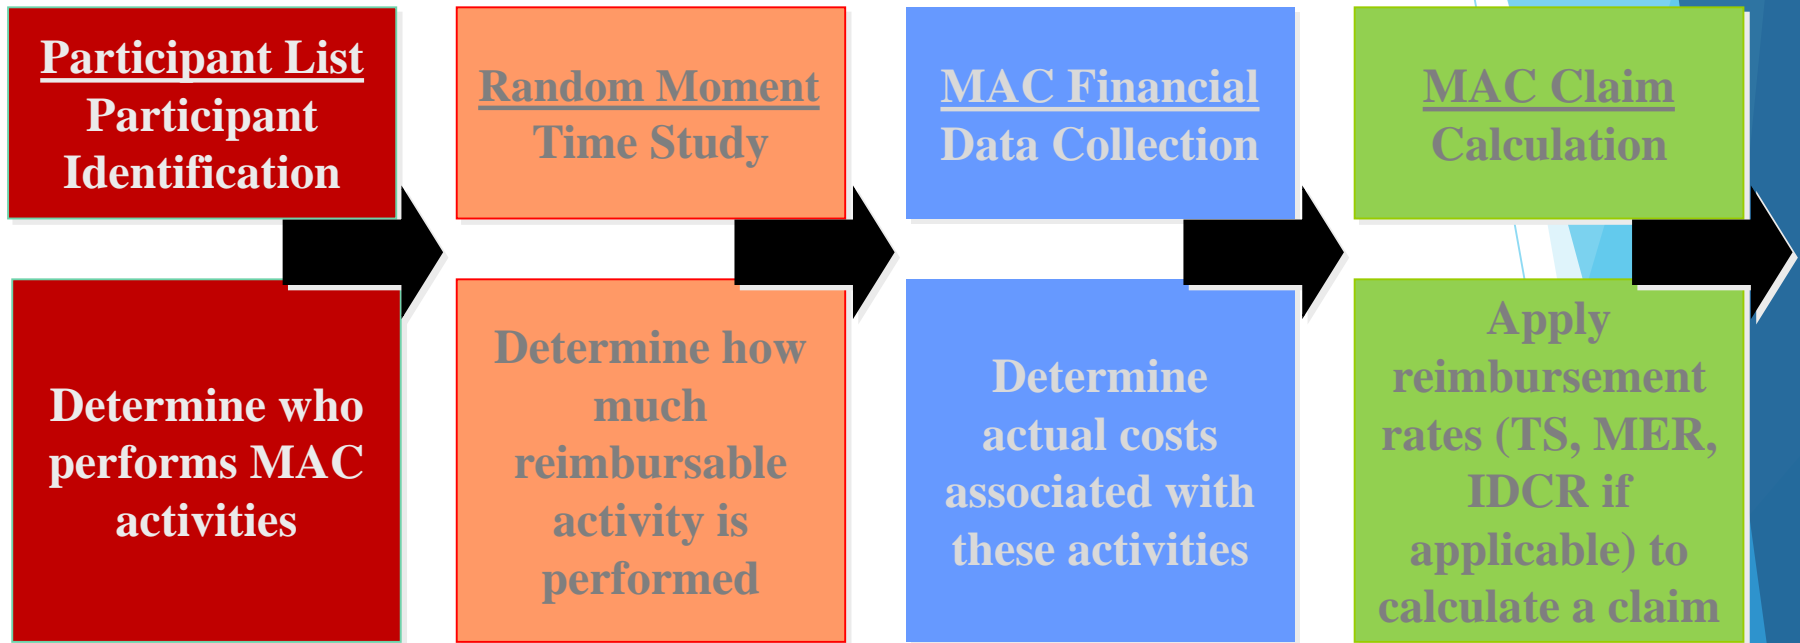 Participant List
Participant
Identification
Random Moment
Time Study
MAC Financial
Data Collection
MAC Claim
Calculation
Determine who
performs MAC
activities
Determine how
much
reimbursable
activity is
performed
Determine
actual costs
associated with
these activities
Apply
reimbursement
rates (TS, MER,
IDCR if
applicable) to
calculate a claim